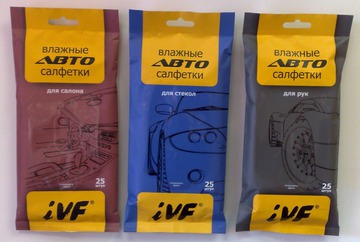 влажные
АВТО
салфетки
для салона
25
штук
iVF®
влажные
АВТО
салфетки
для стекол
25
штук
iVF®
влажные
АВТО
салфетки
для рук
25
штук
iVF®